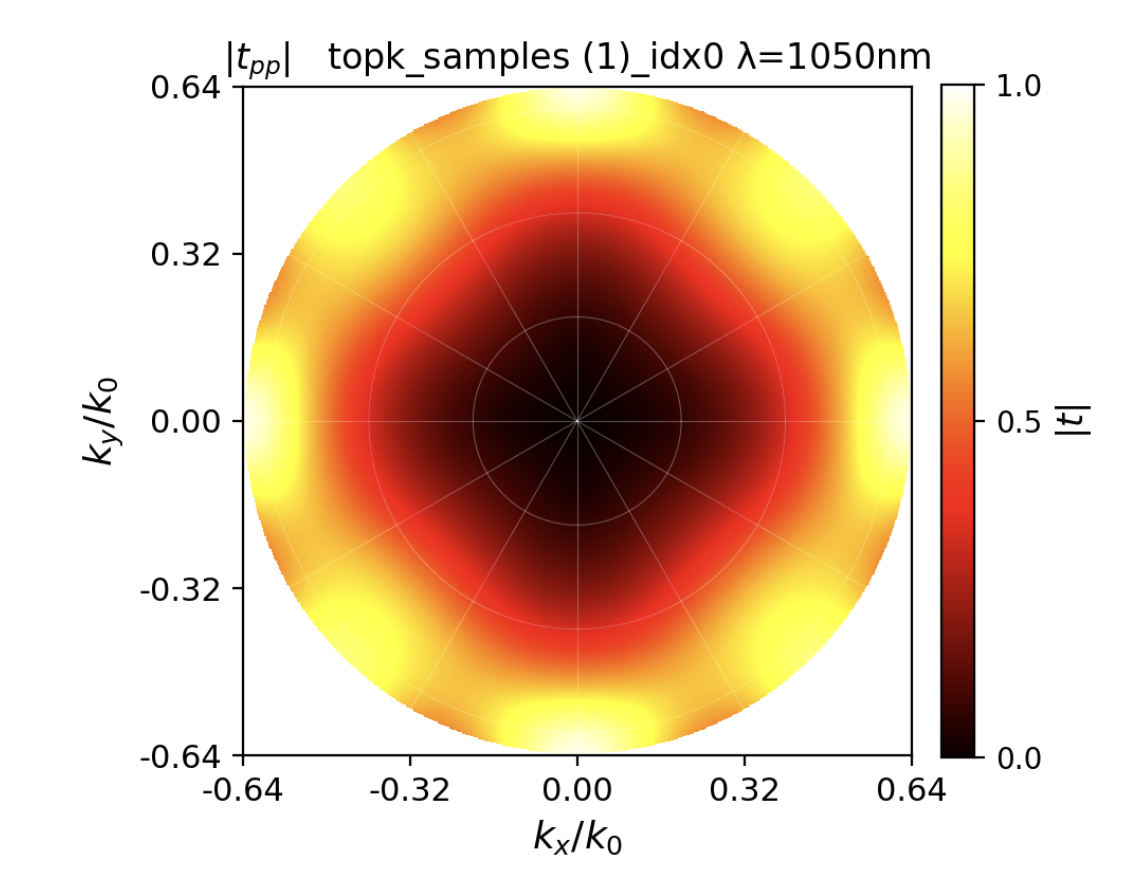 |t_pp| topk_samples (1)_idx0 λ=1050nm
0.64
0.32
0.00
-0.32
-0.64
k_y/k_0
-0.64 -0.32 0.00 0.32 0.64
k_x/k_0
1.0
0.5
0.0
|t|